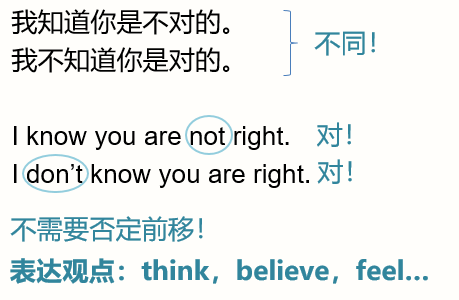 我知道你是不对的。
我不知道你是对的。
不同！
I know you are not right. 对！
I don't know you are right. 对！
不需要否定前移！
表达观点：think，believe，feel…